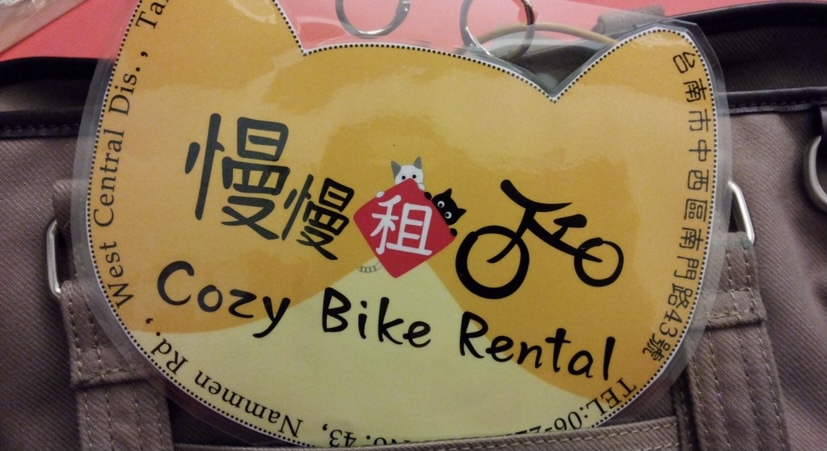 慢慢租
Cozy Bike Rental
台南市中西區南門路43號
TEL:06-2
No.43, Nanmen Rd., West Central Dis., Ta